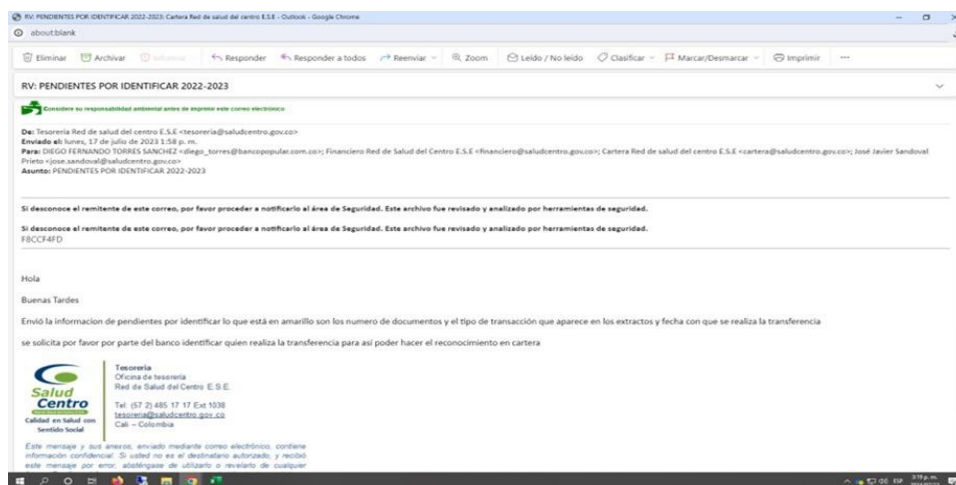 RV: PENDIENTES POR IDENTIFICAR 2022-2023: Cartera Red de salud del centro E.S.E - Outlook - Google Chrome
about:blank
Eliminar Archivar Informar Responder Responder a todos Reenviar Zoom Leído / No leído Clasificar Marcar/Desmarcar Imprimir ...
RV: PENDIENTES POR IDENTIFICAR 2022-2023
Considere su responsabilidad ambiental antes de imprimir este correo electrónico
De: Tesoreria Red de salud del centro E.S.E <tesoreria@saludcentro.gov.co>
Enviado el: lunes, 17 de julio de 2023 1:58 p. m.
Para: DIEGO FERNANDO TORRES SANCHEZ <diego_torres@bancopopular.com.co>; Financiero Red de Salud del Centro E.S.E <financiero@saludcentro.gov.co>; Cartera Red de salud del centro E.S.E <cartera@saludcentro.gov.co>; José Javier Sandoval
Prieto <jose.sandoval@saludcentro.gov.co>
Asunto: PENDIENTES POR IDENTIFICAR 2022-2023
Si desconoce el remitente de este correo, por favor proceder a notificarlo al área de Seguridad. Este archivo fue revisado y analizado por herramientas de seguridad.
Si desconoce el remitente de este correo, por favor proceder a notificarlo al área de Seguridad. Este archivo fue revisado y analizado por herramientas de seguridad.
F8CCF4FD
Hola
Buenas Tardes
Envió la informacion de pendientes por identificar lo que está en amarillo son los numero de documentos y el tipo de transacción que aparece en los extractos y fecha con que se realiza la transferencia
se solicita por favor por parte del banco identificar quien realiza la transferencia para así poder hacer el reconocimiento en cartera
Salud
Centro
Calidad en Salud con
Sentido Social
Tesoreria
Oficina de tesoreria
Red de Salud del Centro E.S.E.
Tel: (57 2) 485 17 17 Ext 1038
tesoreria@saludcentro.gov.co
Cali – Colombia
Este mensaje y sus anexos, enviado mediante correo electrónico, contiene
información confidencial. Si usted no es el destinatario autorizado, y recibió
este mensaje por error, absténgase de utilizarlo o revelarlo de cualquier
ESP 3:19 p. m.